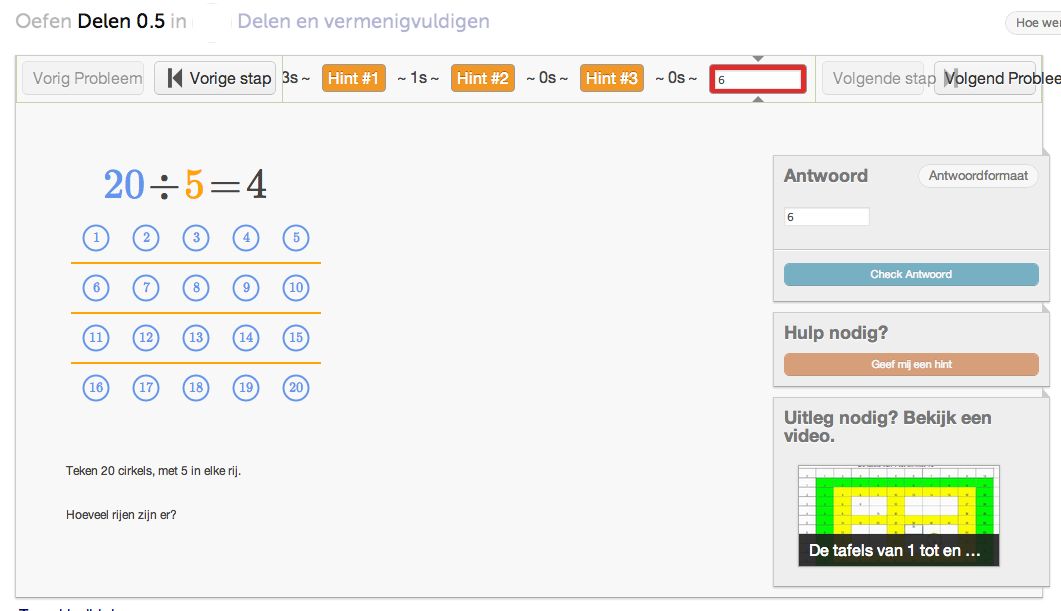 Oefen Delen 0.5 in Delen en vermenigvuldigen
Hoe wer
Vorig Probleem
Vorige stap
3s ~ Hint #1 ~ 1s ~ Hint #2 ~ 0s ~ Hint #3 ~ 0s ~ 6
Volgende stap
Volgend Problee
20 ÷ 5 = 4
1 2 3 4 5
6 7 8 9 10
11 12 13 14 15
16 17 18 19 20
Teken 20 cirkels, met 5 in elke rij.
Hoeveel rijen zijn er?
Antwoord
Antwoordformaat
6
Check Antwoord
Hulp nodig?
Geef mij een hint
Uitleg nodig? Bekijk een
video.
De tafels van 1 tot en ...